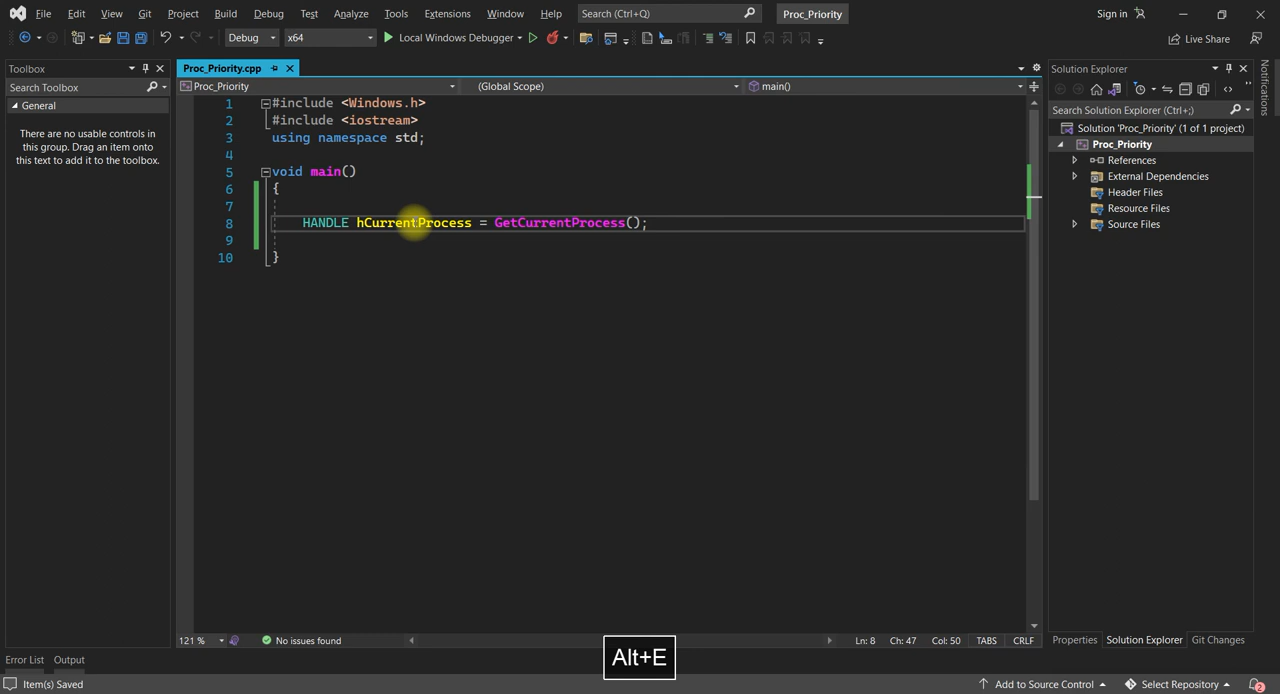 File Edit View Git Project Build Debug Test Analyze Tools Extensions Window Help Search (Ctrl+Q) Proc_Priority Sign in
Debug x64 Local Windows Debugger Live Share
Toolbox
Search Toolbox
General
There are no usable controls in
this group. Drag an item onto
this text to add it to the toolbox.
Proc_Priority.cpp
Proc_Priority (Global Scope) main()
1 #include <Windows.h>
2 #include <iostream>
3 using namespace std;
4
5 void main()
6 {
7
8 HANDLE hCurrentProcess = GetCurrentProcess();
9
10 }
Solution Explorer
Search Solution Explorer (Ctrl+;)
Solution 'Proc_Priority' (1 of 1 project)
Proc_Priority
References
External Dependencies
Header Files
Resource Files
Source Files
Notifications
121 % No issues found Ln: 8 Ch: 47 Col: 50 TABS CRLF
Properties Solution Explorer Git Changes
Alt+E
Error List Output
Item(s) Saved Add to Source Control Select Repository 2